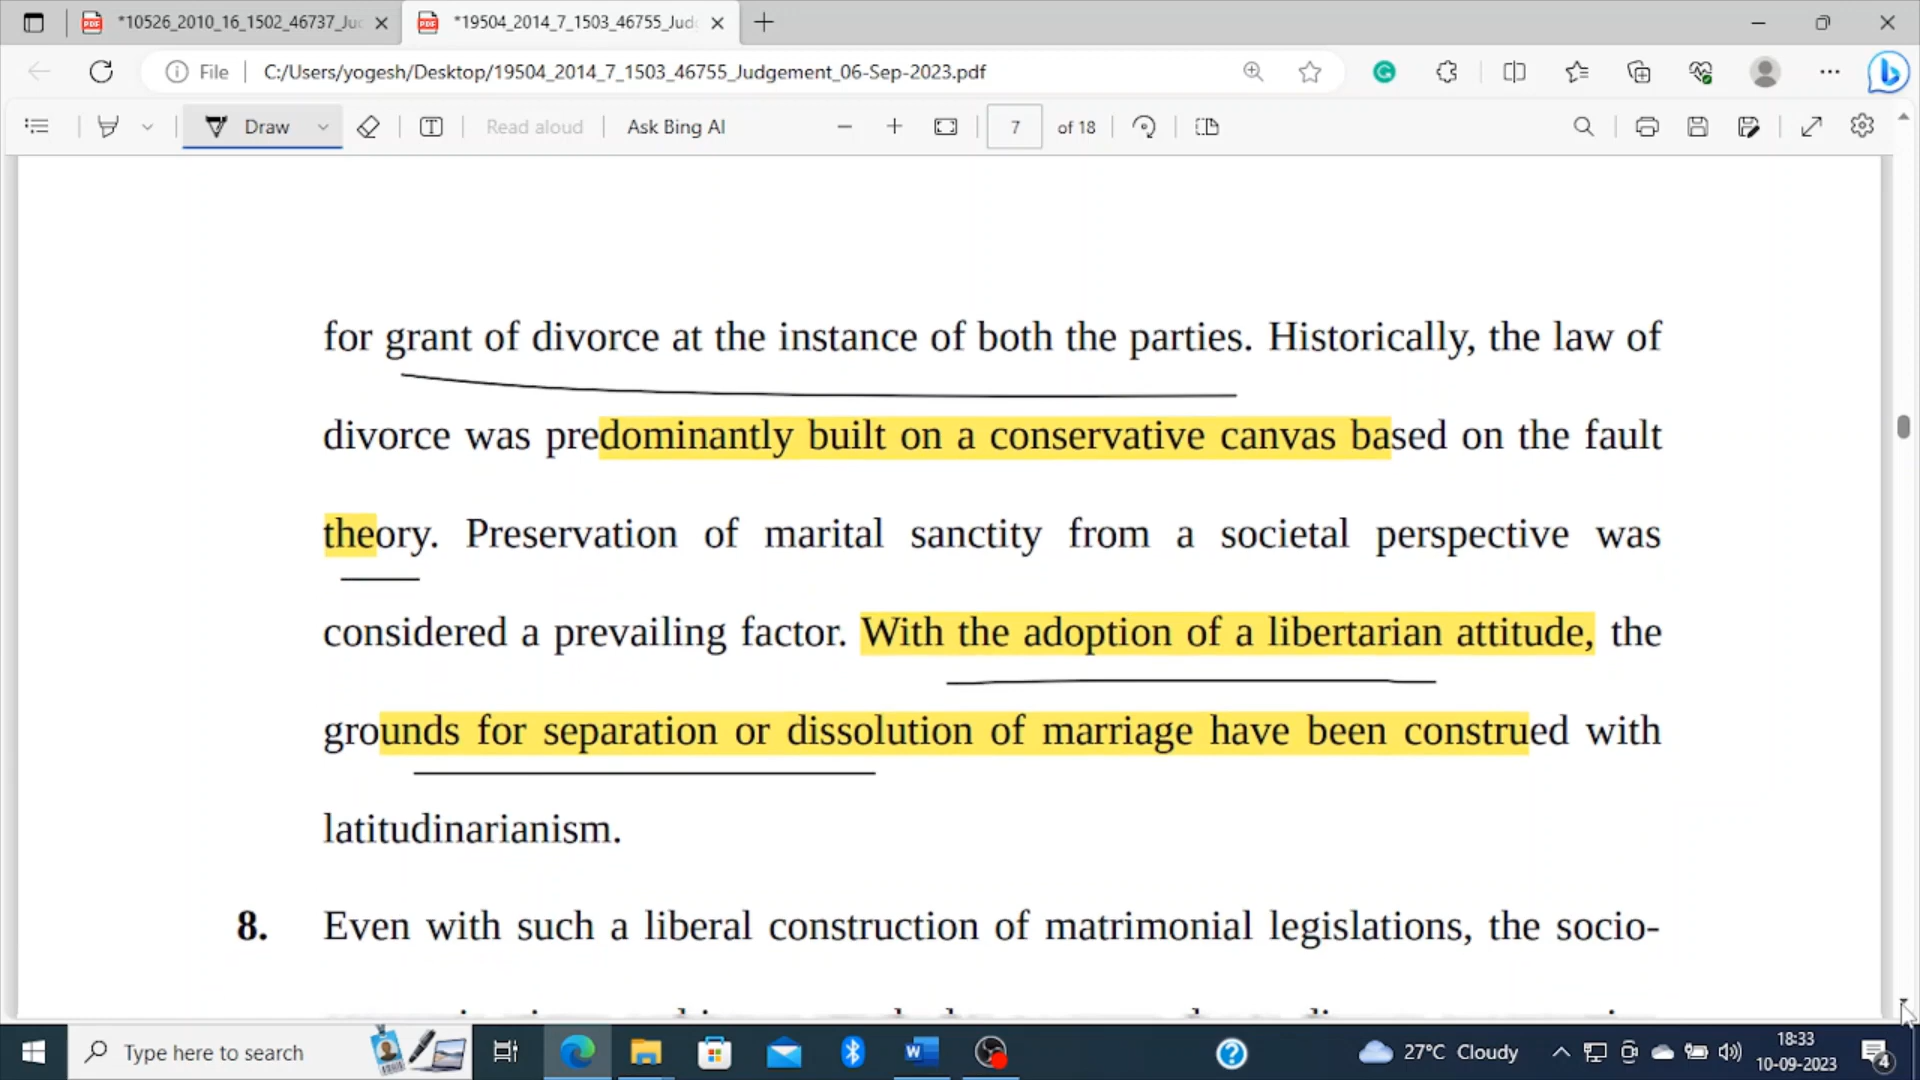 *10526_2010_16_1502_46737_Juc
*19504_2014_7_1503_46755_Jud
File
C:/Users/yogesh/Desktop/19504_2014_7_1503_46755_Judgement_06-Sep-2023.pdf
Draw
Read aloud
Ask Bing AI
7
of 18
for grant of divorce at the instance of both the parties. Historically, the law of
divorce was predominantly built on a conservative canvas based on the fault
theory. Preservation of marital sanctity from a societal perspective was
considered a prevailing factor. With the adoption of a libertarian attitude, the
grounds for separation or dissolution of marriage have been construed with
latitudinarianism.
8. Even with such a liberal construction of matrimonial legislations, the socio-
Type here to search
27°C Cloudy
18:33
10-09-2023
4